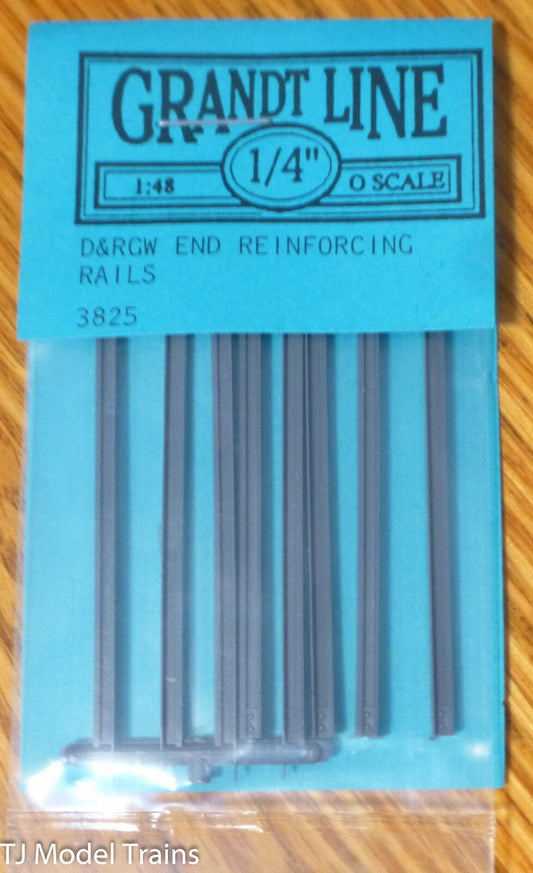 GRANDT LINE
1/4"
1:48 O SCALE
D&RGW END REINFORCING
RAILS
3825
TJ Model Trains